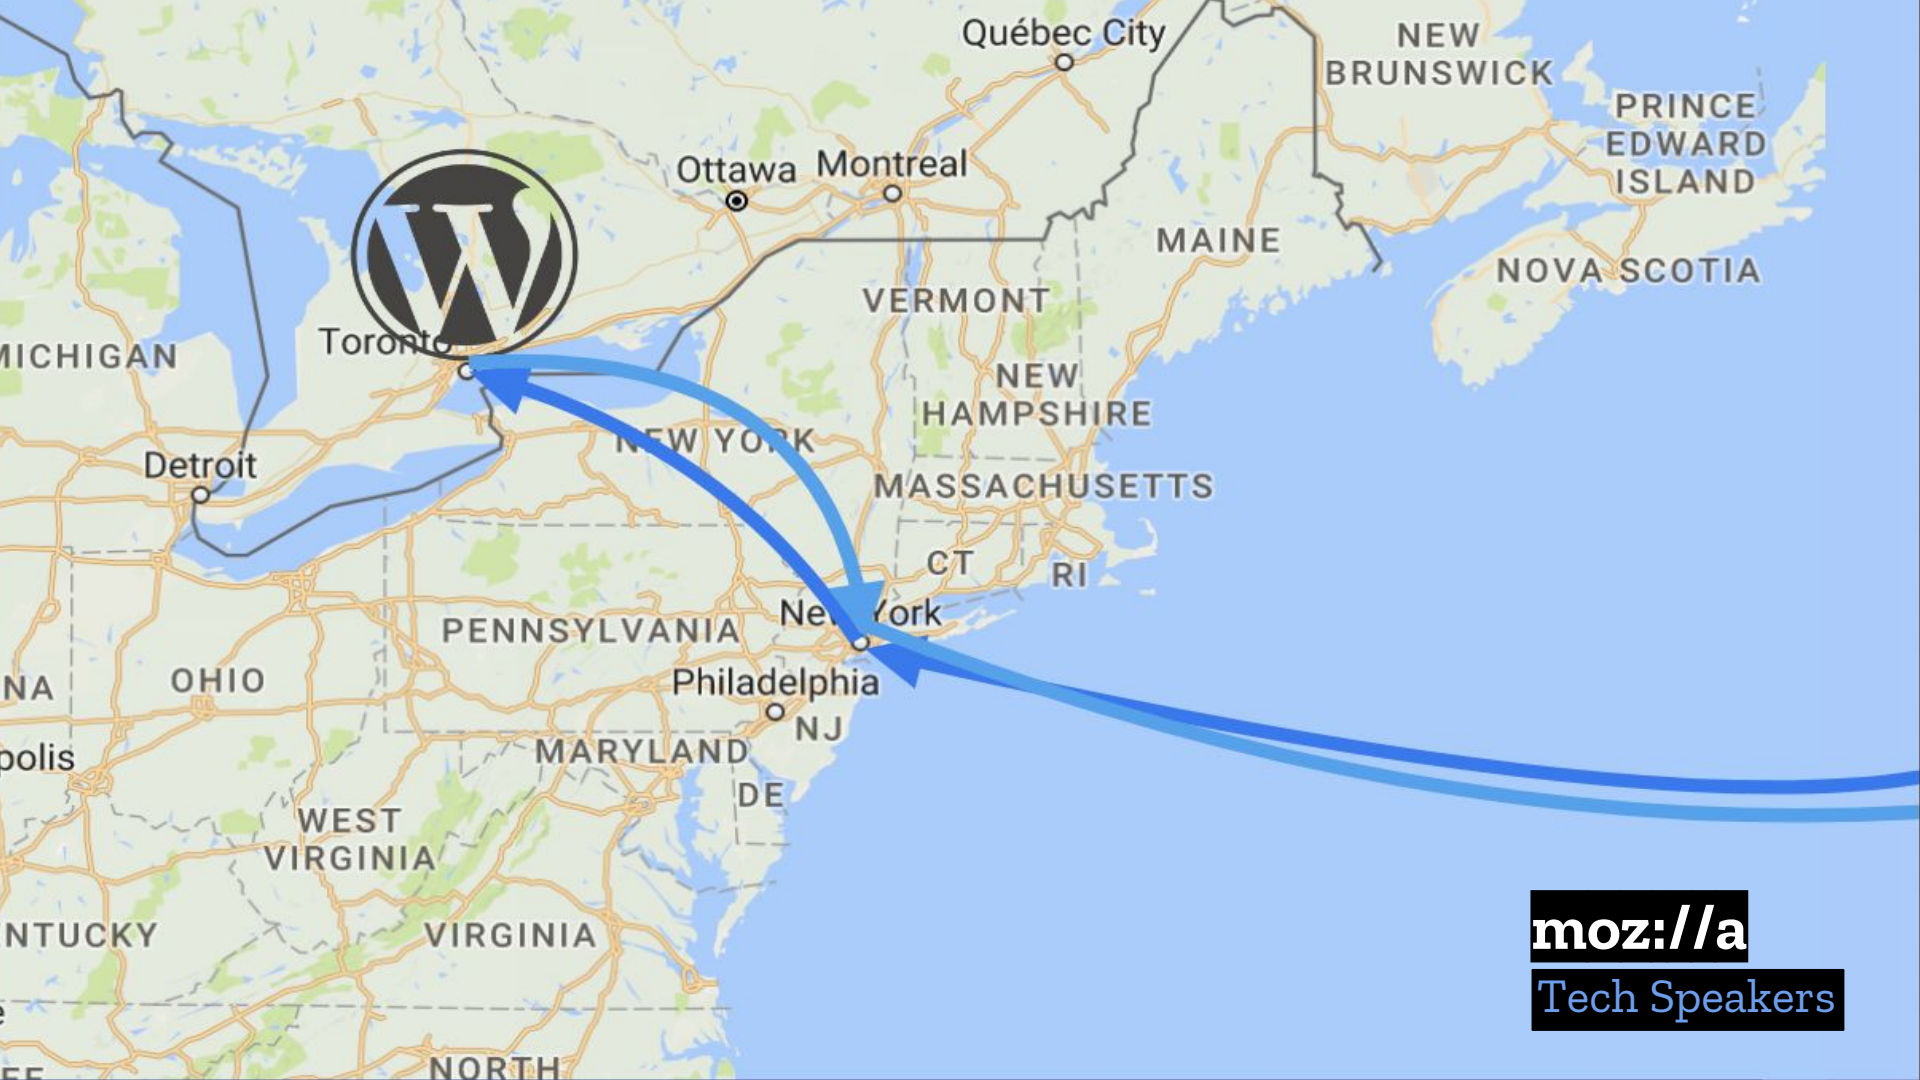 Québec City
NEW
BRUNSWICK
PRINCE
EDWARD
ISLAND
Ottawa
Montreal
MAINE
NOVA SCOTIA
VERMONT
W
Toronto
MICHIGAN
NEW
HAMPSHIRE
NEW YORK
Detroit
MASSACHUSETTS
CT
RI
New York
PENNSYLVANIA
OHIO
NA
Philadelphia
NJ
MARYLAND
polis
DE
WEST
VIRGINIA
NTUCKY
VIRGINIA
moz://a
Tech Speakers
NORTH